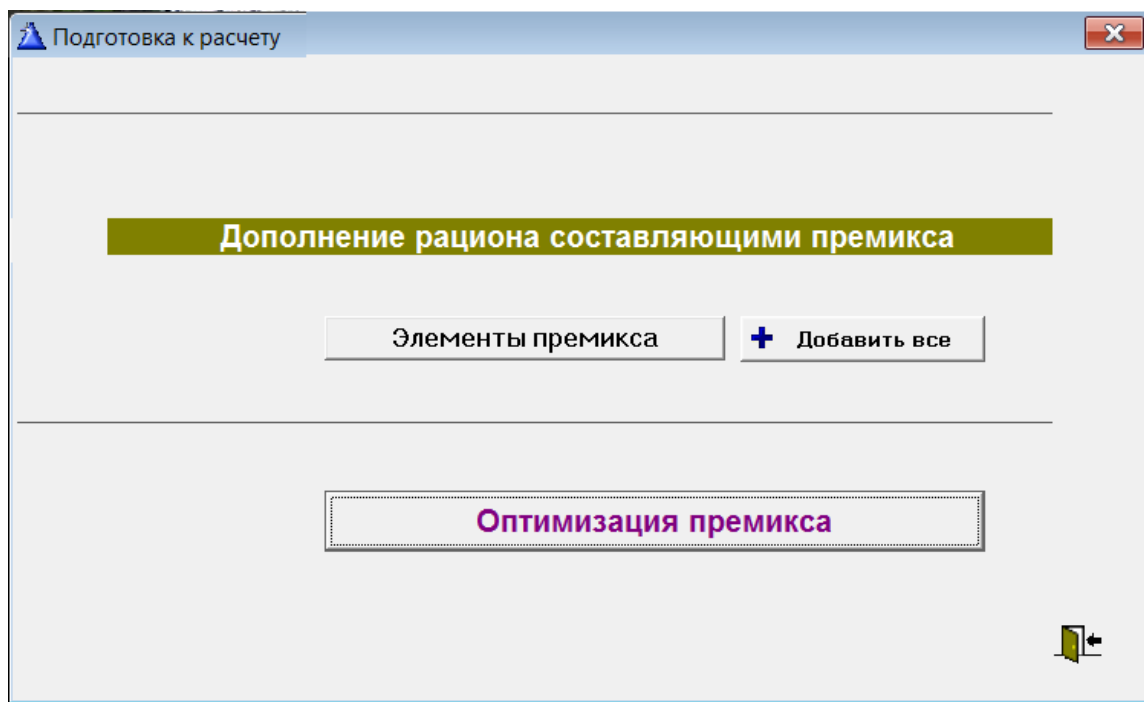 Подготовка к расчету
Дополнение рациона составляющими премикса
Элементы премикса
Добавить все
Оптимизация премикса